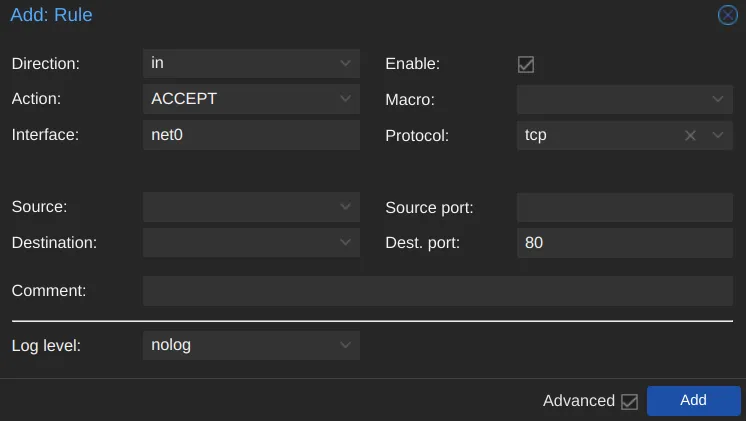 Add: Rule
Direction: in Enable:
Action: ACCEPT Macro:
Interface: net0 Protocol: tcp
Source: Source port:
Destination: Dest. port: 80
Comment:
Log level: nolog
Advanced Add